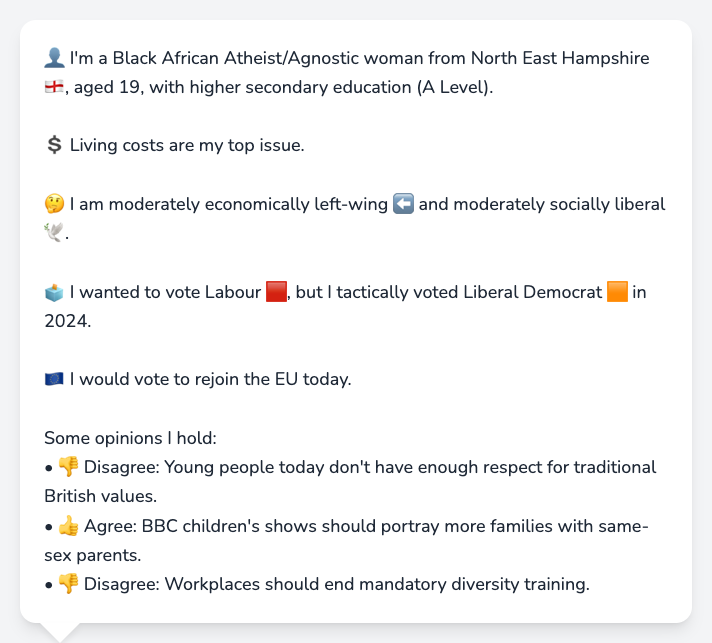 👤 I'm a Black African Atheist/Agnostic woman from North East Hampshire
🏴󠁧󠁢󠁥󠁮󠁧󠁿, aged 19, with higher secondary education (A Level).
💲 Living costs are my top issue.
🤔 I am moderately economically left-wing ⬅️ and moderately socially liberal
🕊️.
🗳️ I wanted to vote Labour 🟥, but I tactically voted Liberal Democrat 🟧 in
2024.
🇪🇺 I would vote to rejoin the EU today.
Some opinions I hold:
• 👎 Disagree: Young people today don't have enough respect for traditional
British values.
• 👍 Agree: BBC children's shows should portray more families with same-
sex parents.
• 👎 Disagree: Workplaces should end mandatory diversity training.